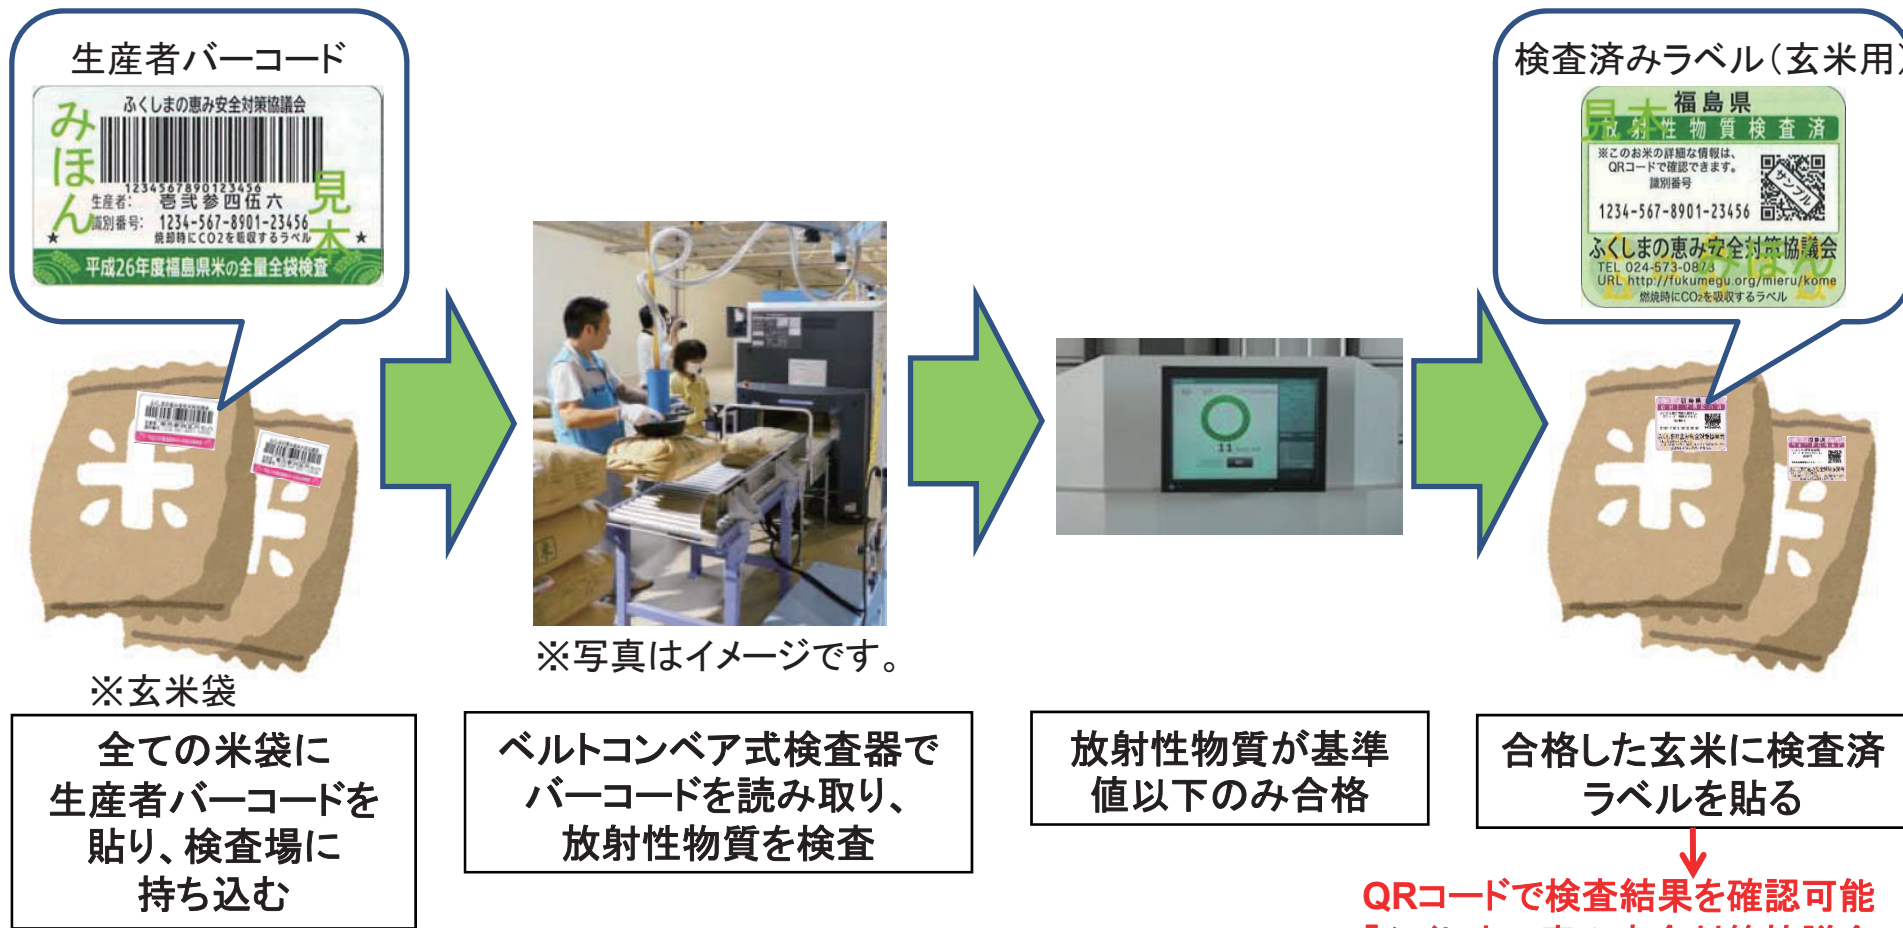 生産者バーコード
ふくしまの恵み安全対策協議会
みほん
見本
1234567890123456
生産者: 壱弐参四伍六
識別番号: 1234-567-8901-23456
焼却時にCO2を吸収するラベル
★ ★
平成26年度福島県米の全量全袋検査
米
米
※玄米袋
全ての米袋に
生産者バーコードを
貼り、検査場に
持ち込む
※写真はイメージです。
ベルトコンベア式検査器で
バーコードを読み取り、
放射性物質を検査
11
放射性物質が基準
値以下のみ合格
検査済みラベル(玄米用)
見本
福島県
放射性物質検査済
※このお米の詳細な情報は、
QRコードで確認できます。
識別番号
1234-567-8901-23456
サンプル
ふくしまの恵み安全対策協議会
みほん
TEL 024-573-0873
URL http://fukumegu.org/mieru/kome
燃焼時にCO2を吸収するラベル
米
米
合格した玄米に検査済
ラベルを貼る
QRコードで検査結果を確認可能